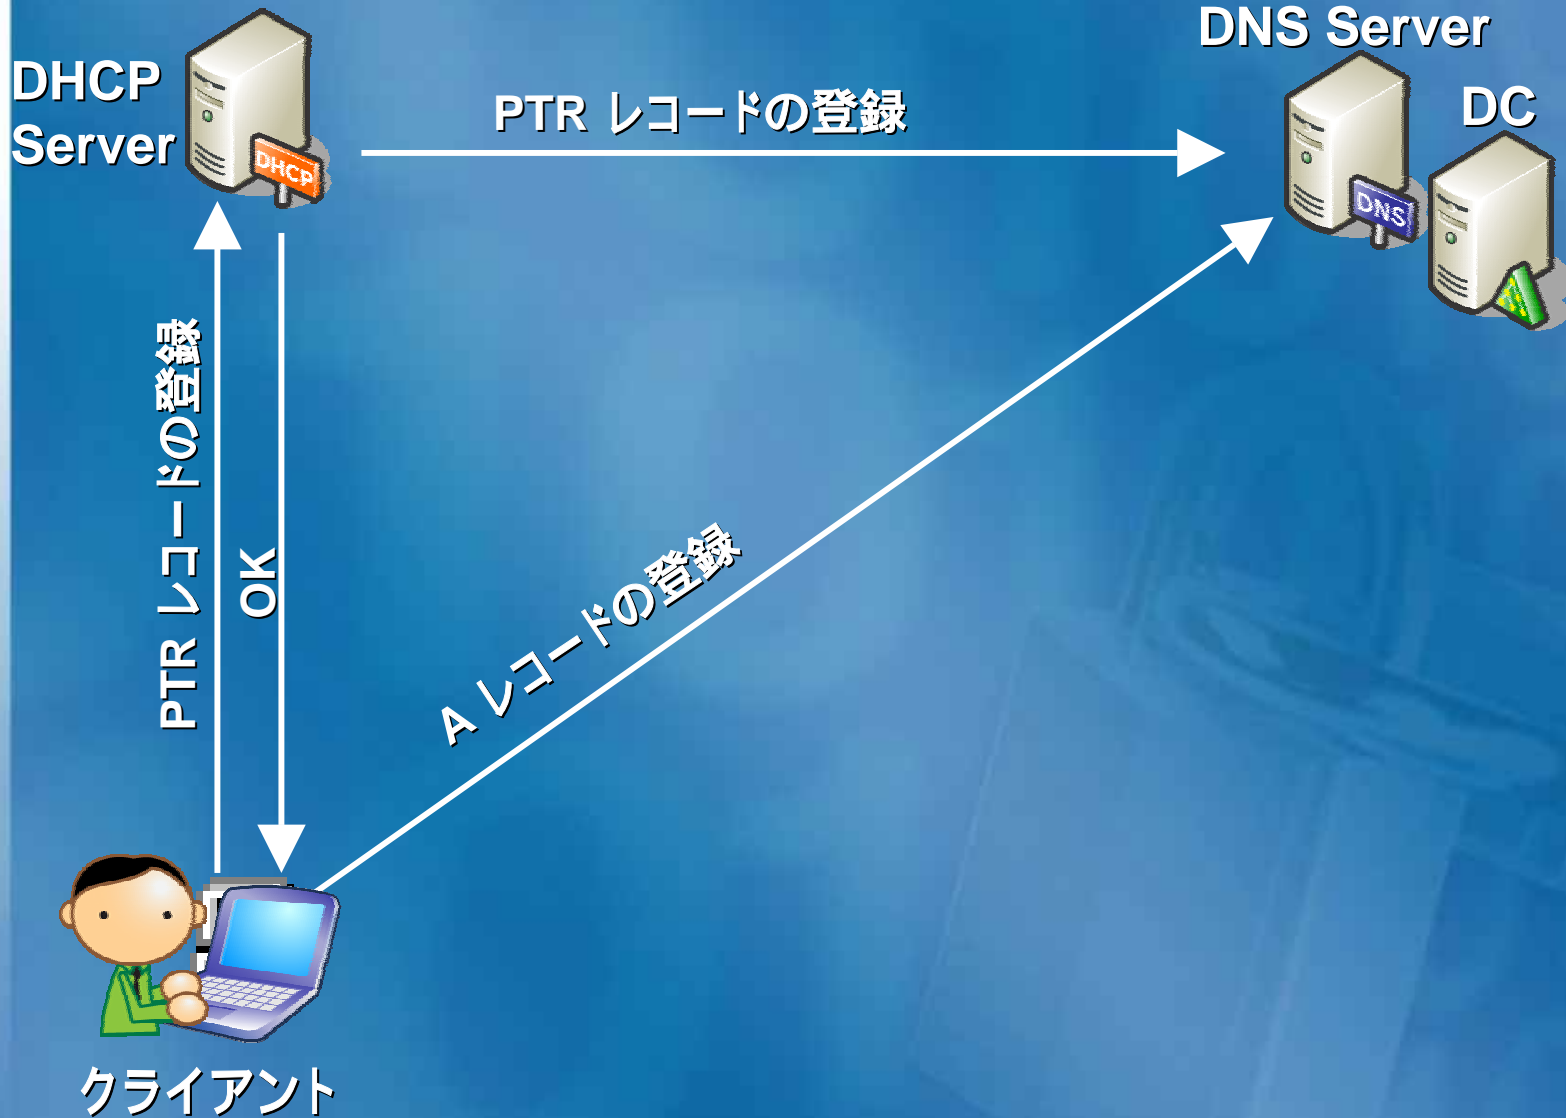 DNS Server
DHCP
Server
DC
PTR レコードの登録
DHCP
DNS
PTR レコードの登録
OK
A レコードの登録
クライアント